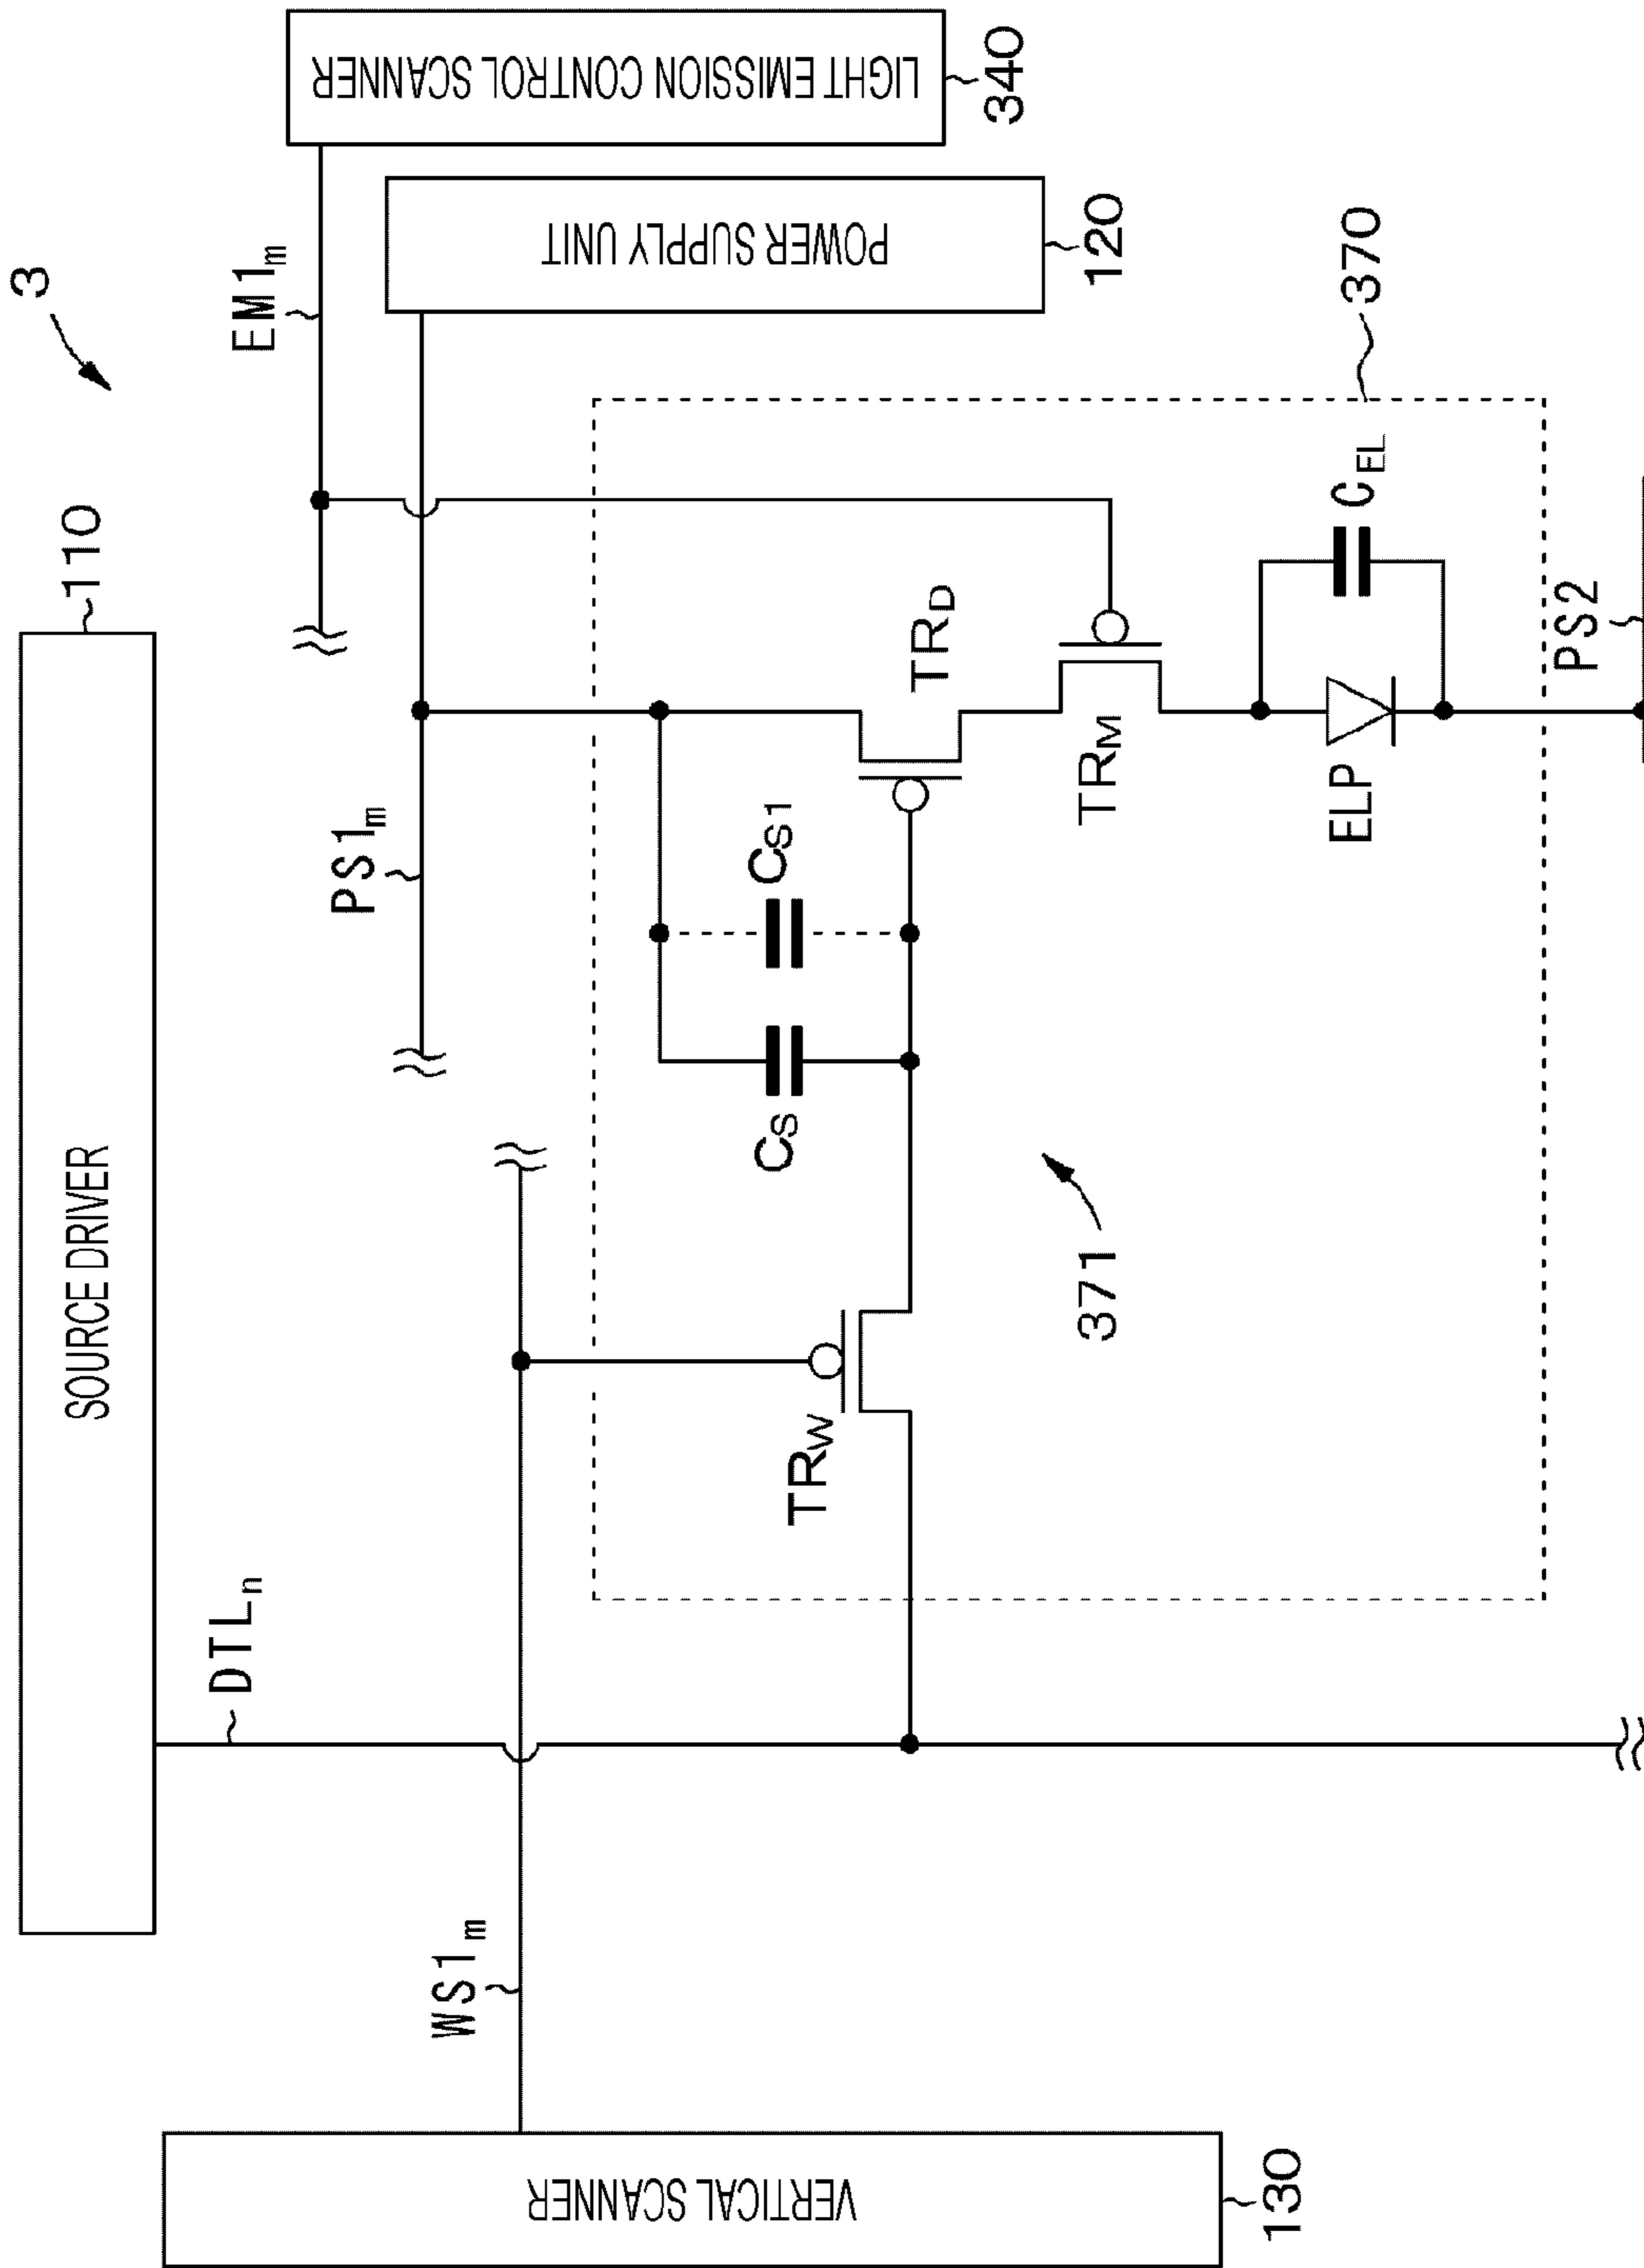 3
110
SOURCE DRIVER
EM1m
LIGHT EMISSION CONTROL SCANNER
340
DTLn
PS1m
POWER SUPPLY UNIT
120
WS1m
VERTICAL SCANNER
130
TRW
CS
CS1
TRD
TRM
371
ELP
CEL
370
PS2